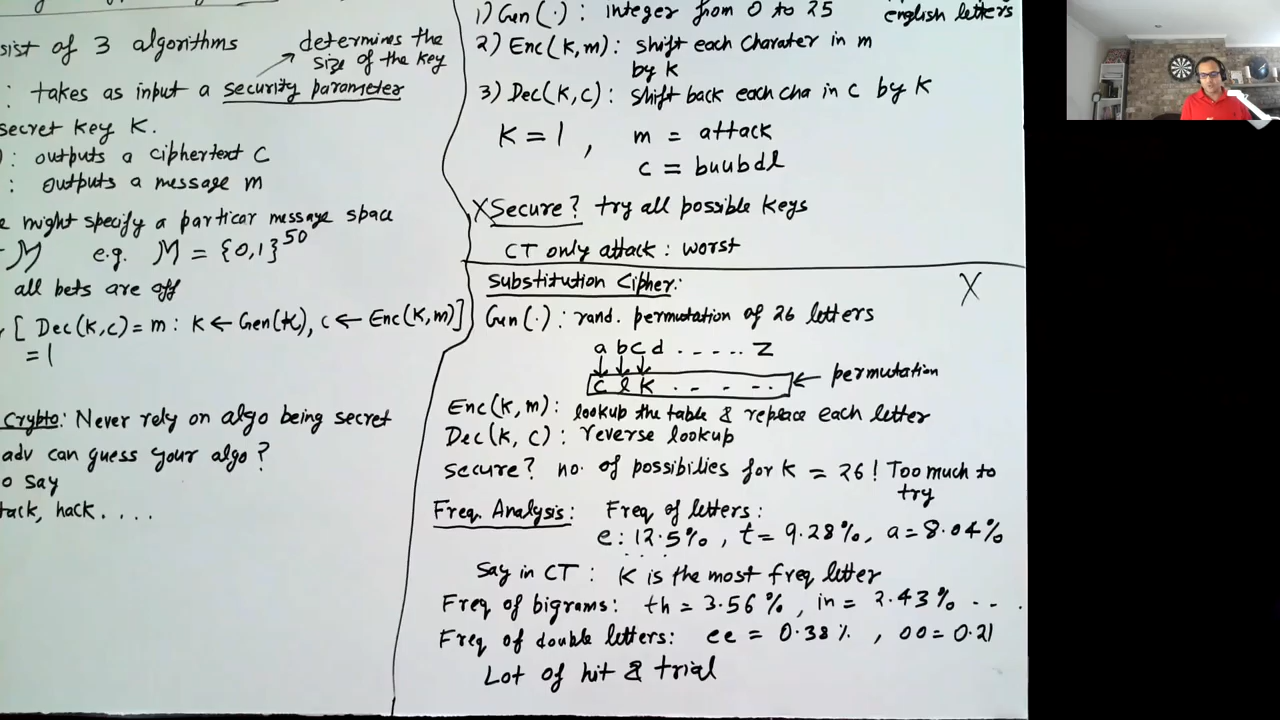 sist of 3 algorithms
determines the
size of the key
: takes as input a security parameter
secret key K.
): outputs a ciphertext C
: outputs a message m
e might specify a particar message space
- M e.g. M = {0,1}^50
all bets are off
[ Dec(k,c) = m : k ← Gen(k), c ← Enc(k,m) ]
= 1
crypto: Never rely on algo being secret
adv can guess your algo?
o say
tack, hack. . . .
1) Gen(·) : integer from 0 to 25 english letters
2) Enc(k,m): shift each Charater in m
by k
3) Dec(k,c): shift back each cha in c by k
K = 1 , m = attack
c = buubdl
X Secure? try all possible keys
CT only attack : worst
Substitution Cipher: X
Gen(·) : rand. permutation of 26 letters
a b c d . - - . . z
c l k . - - - . ← permutation
Enc(k,m): lookup the table & replace each letter
Dec(k, c) : reverse lookup
secure? no. of possibilies for k = 26! Too much to
try
Freq. Analysis: Freq of letters :
e: 12.5%, t = 9.28%, a = 8.04%
. . .
Say in CT : K is the most freq letter
Freq of bigrams: th = 3.56 %, in = 2.43% - - .
Freq of double letters: ee = 0.38 %, oo = 0.21
Lot of hit & trial